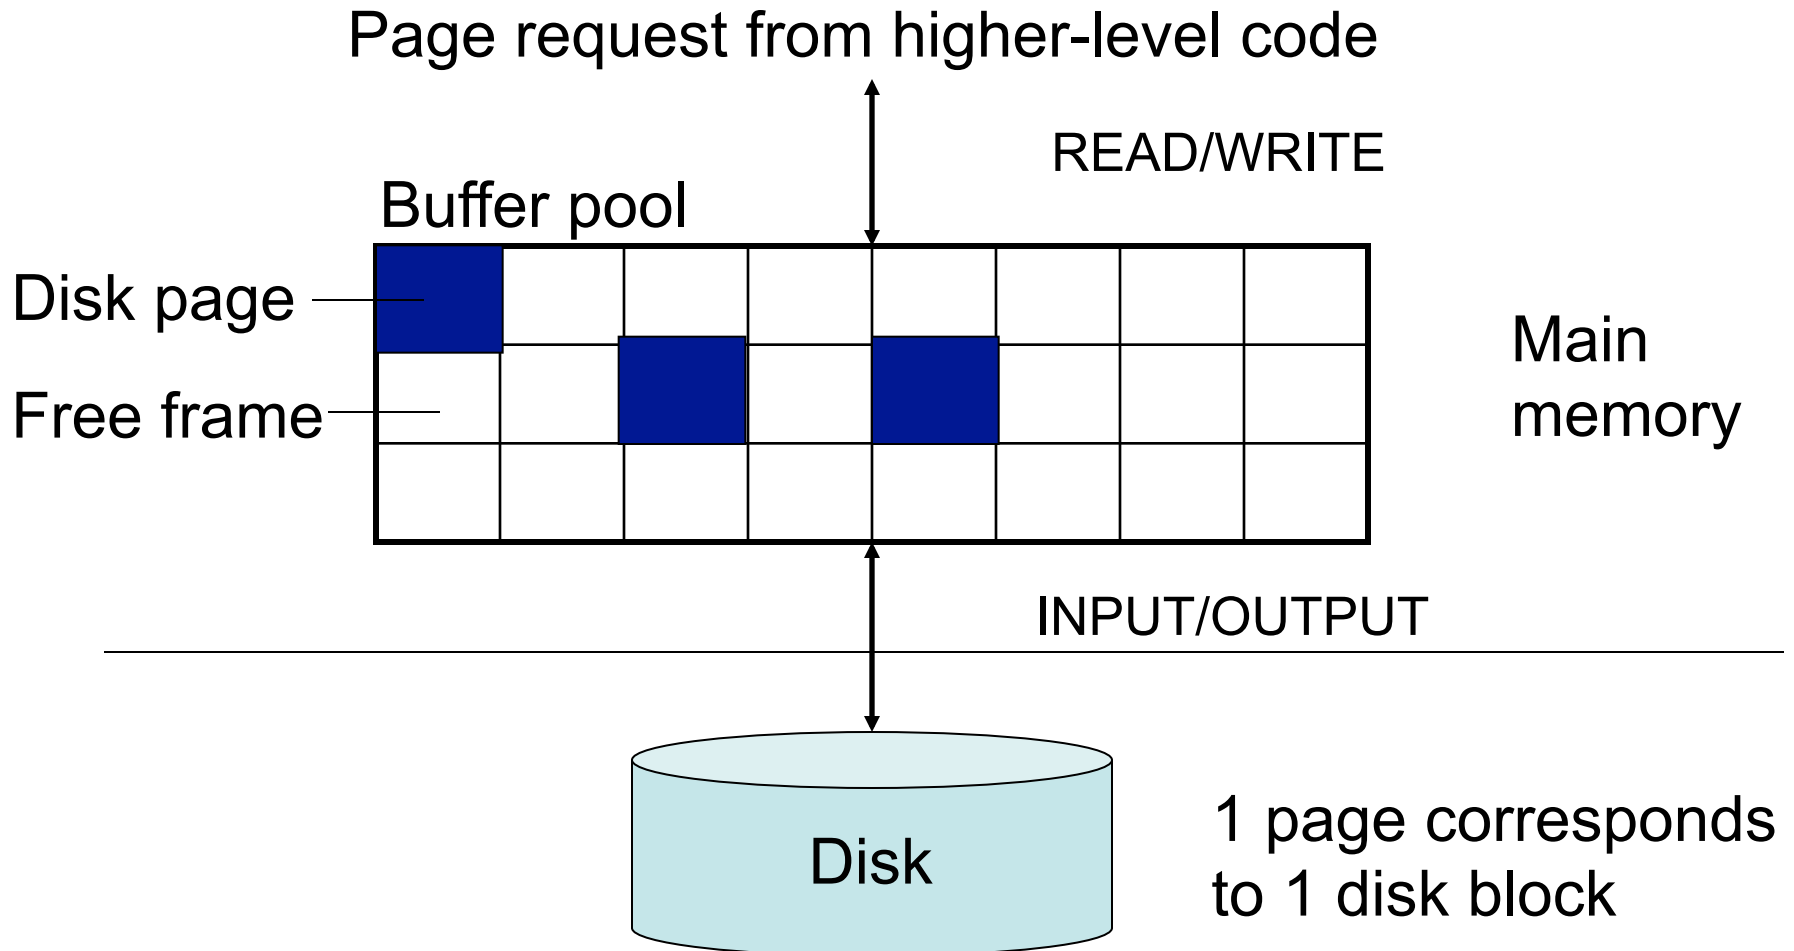 Page request from higher-level code
READ/WRITE
Buffer pool
Disk page
Free frame
Main
memory
INPUT/OUTPUT
Disk
1 page corresponds
to 1 disk block